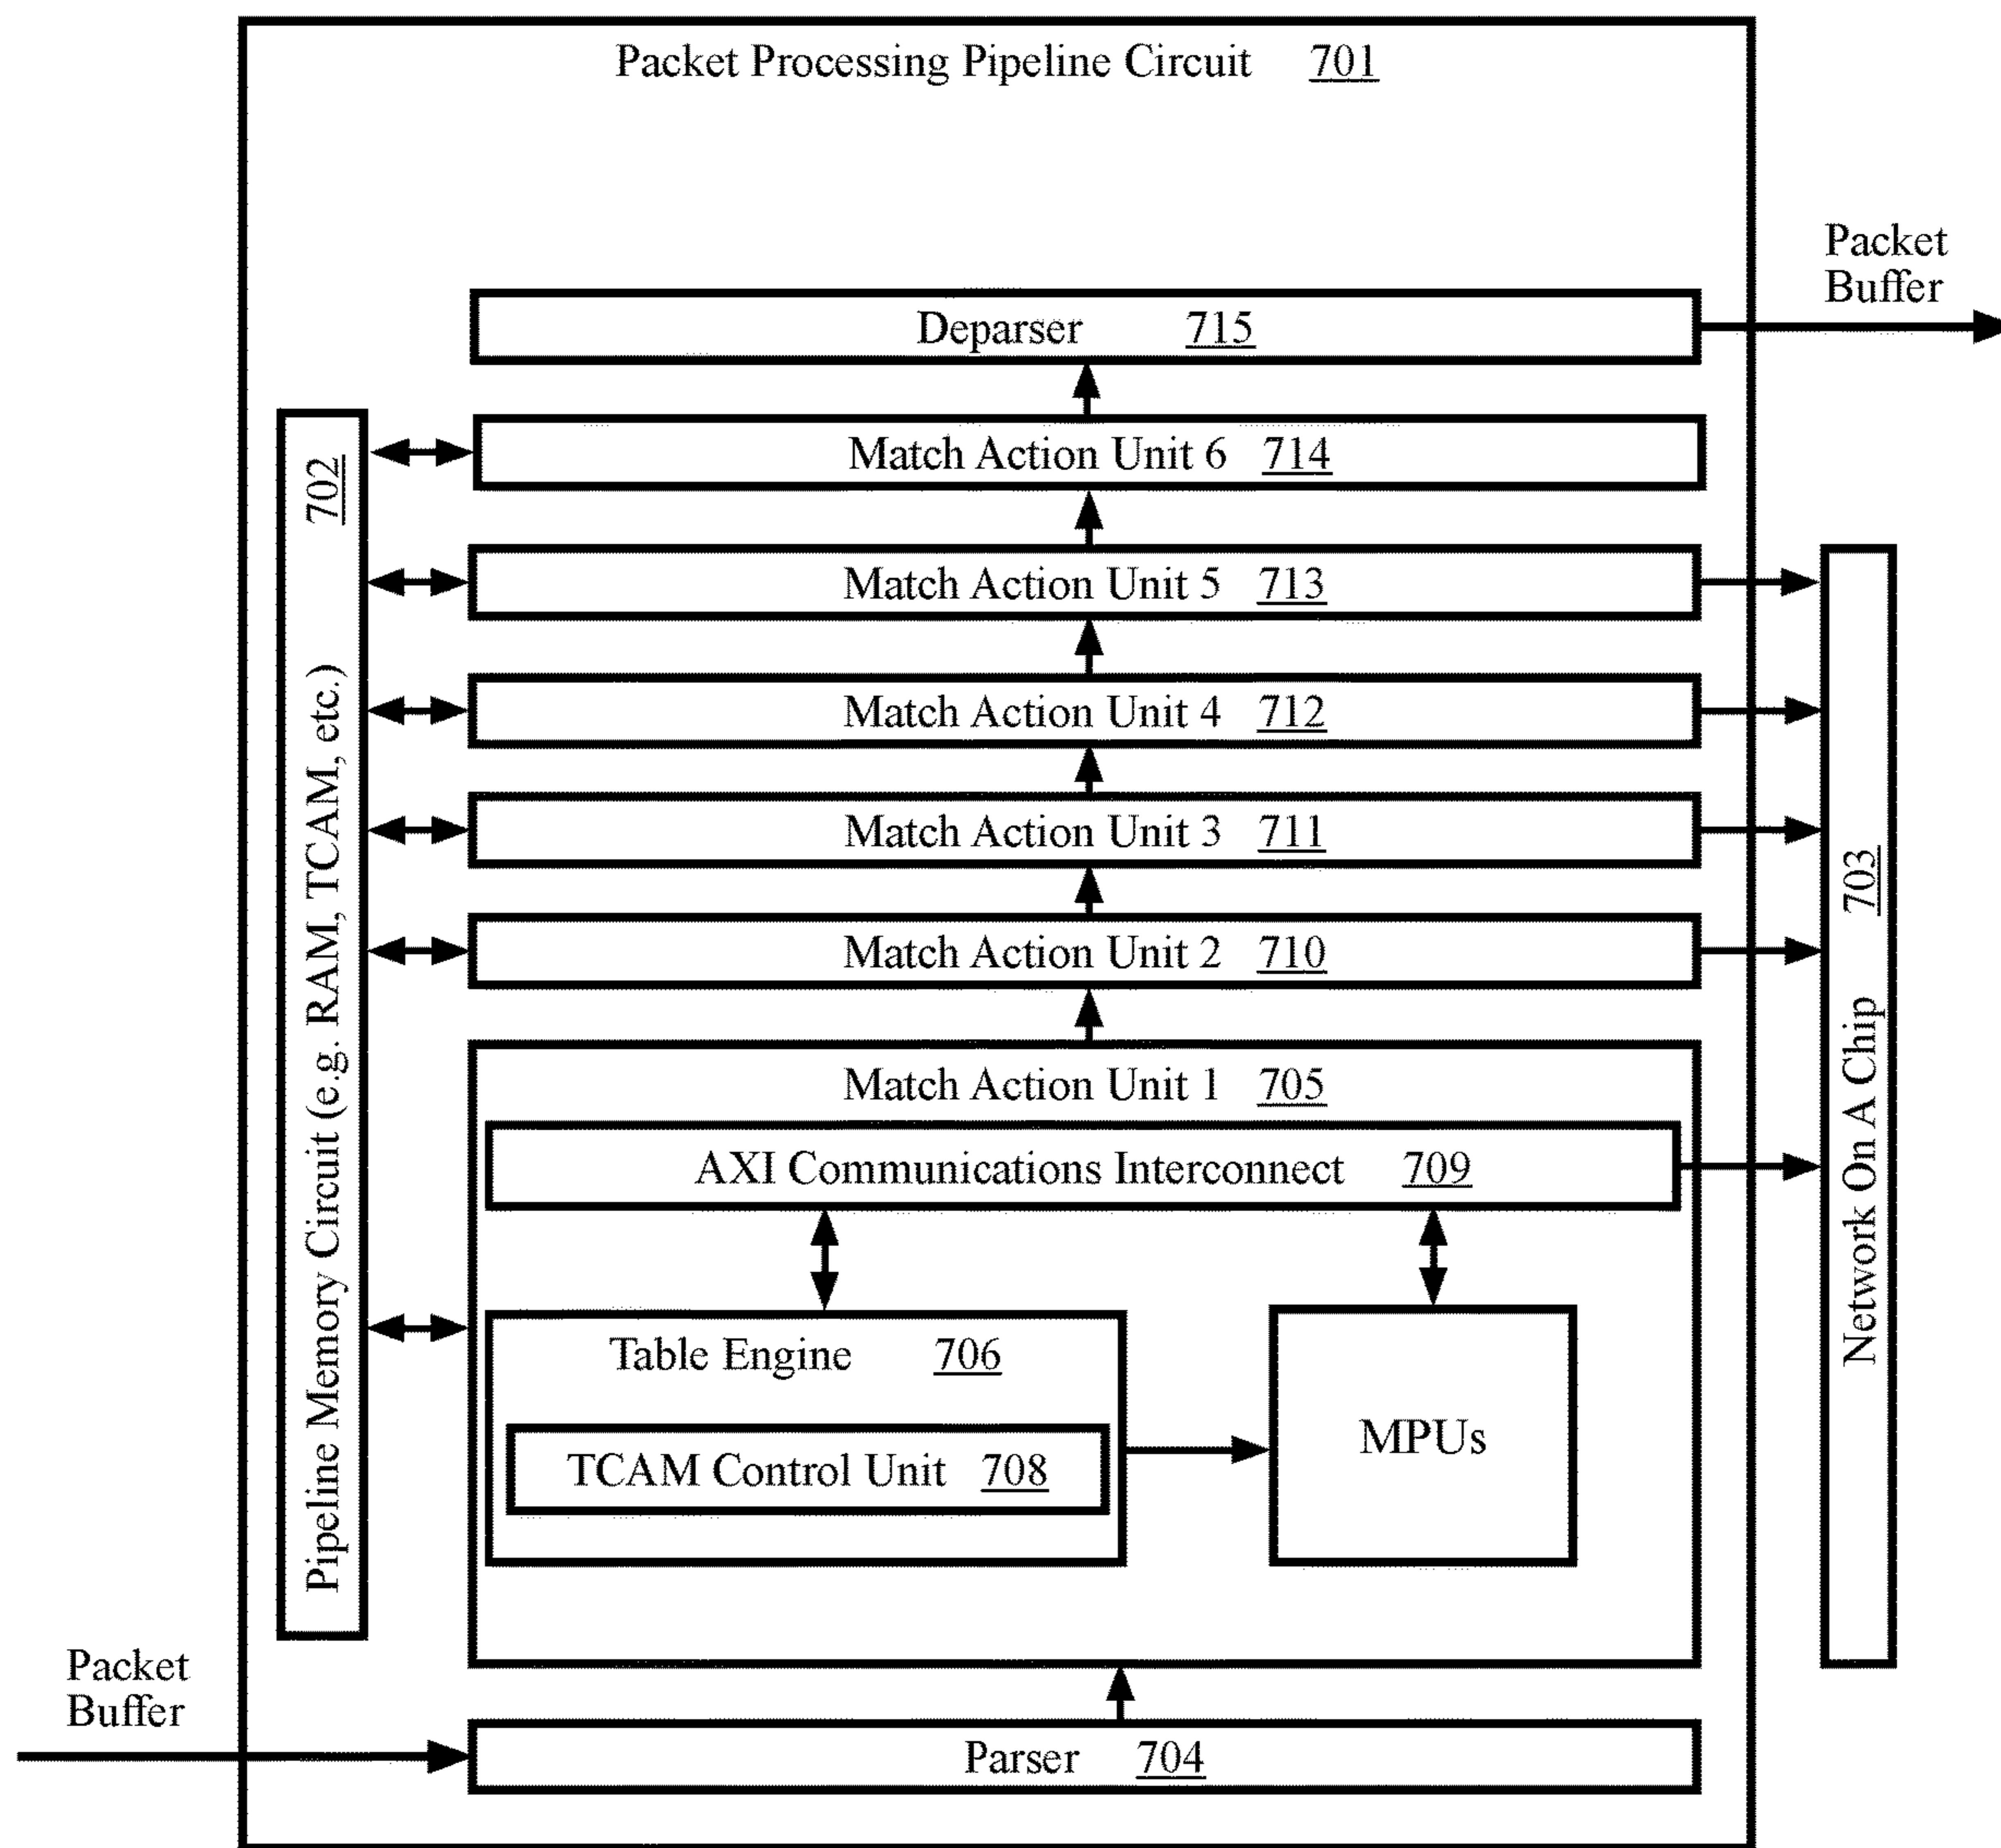 Packet Processing Pipeline Circuit 701
Packet
Buffer
Deparser 715
Match Action Unit 6 714
Match Action Unit 5 713
Match Action Unit 4 712
Match Action Unit 3 711
Match Action Unit 2 710
Match Action Unit 1 705
AXI Communications Interconnect 709
Table Engine 706
TCAM Control Unit 708
MPUs
Pipeline Memory Circuit (e.g. RAM, TCAM, etc.) 702
Network On A Chip 703
Packet
Buffer
Parser 704